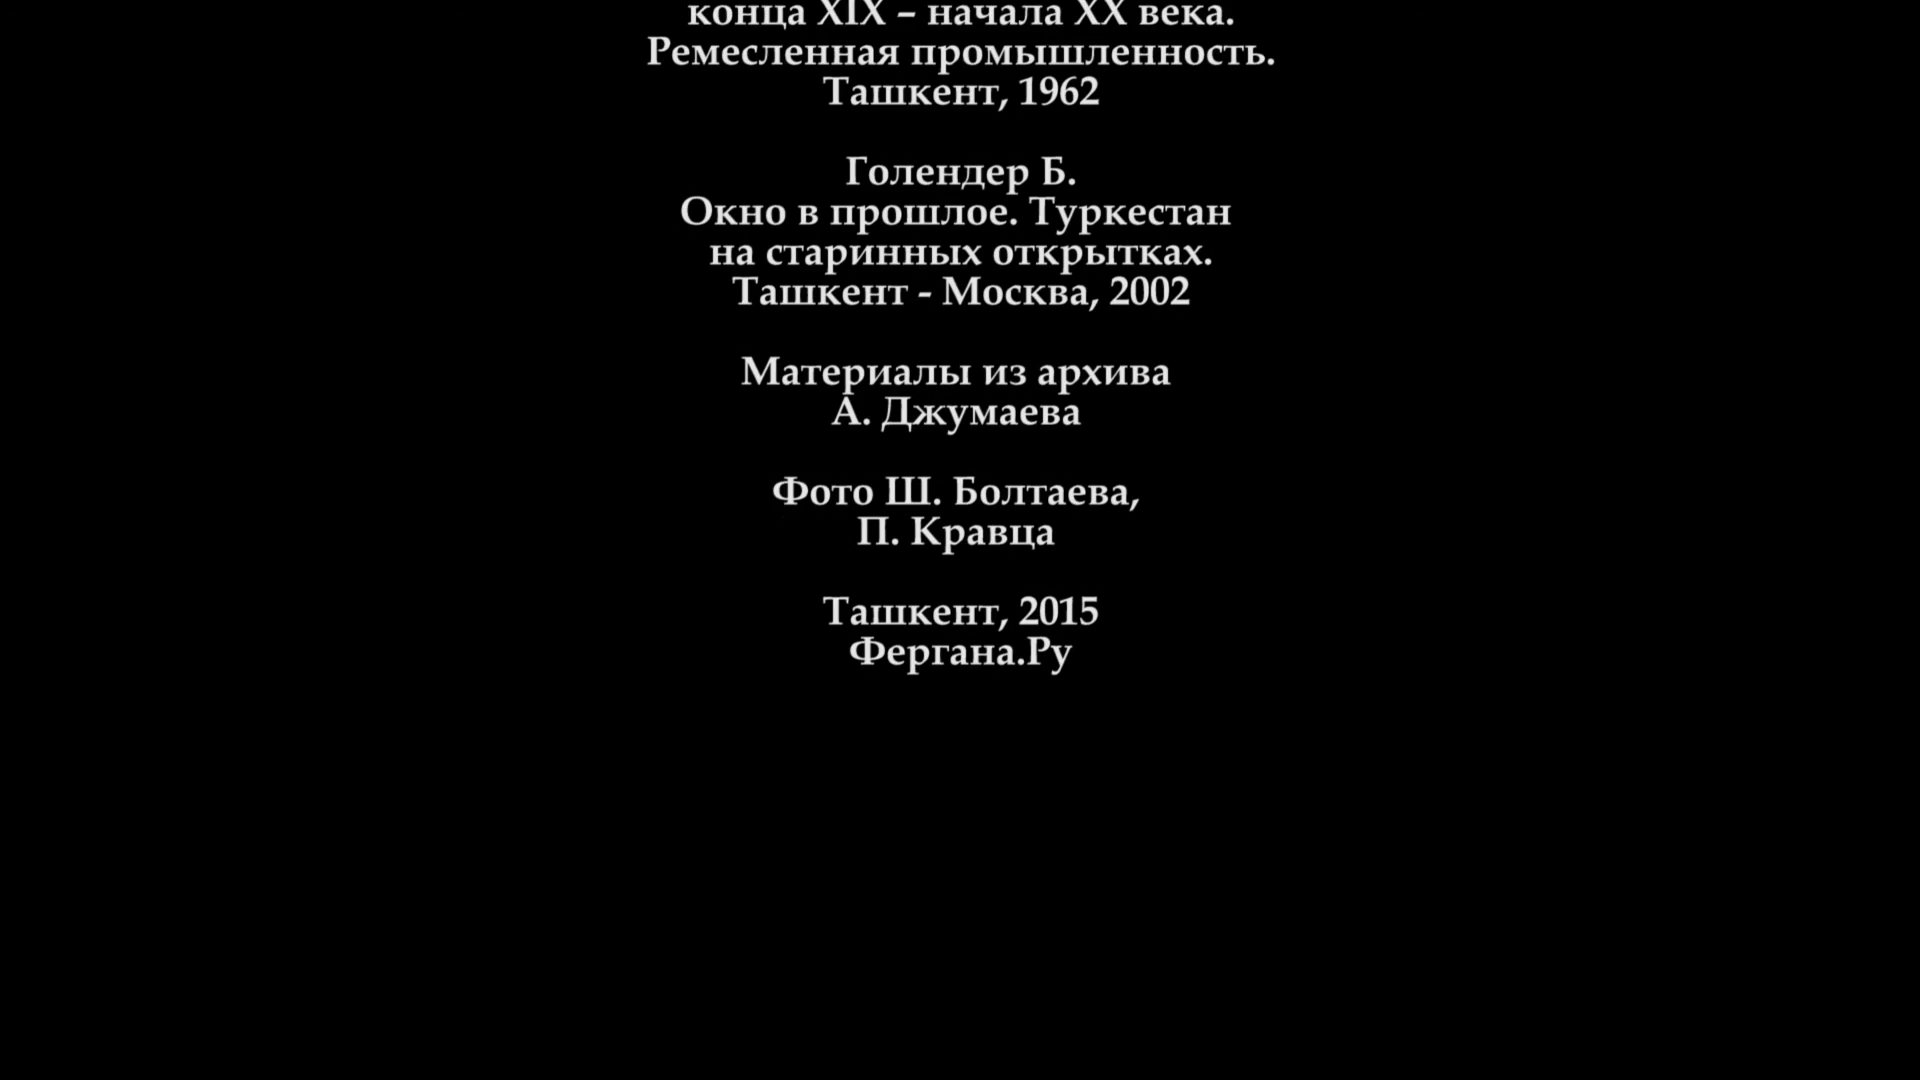 конца XIX – начала XX века.
Ремесленная промышленность.
Ташкент, 1962
Голендер Б.
Окно в прошлое. Туркестан
на старинных открытках.
Ташкент - Москва, 2002
Материалы из архива
А. Джумаева
Фото Ш. Болтаева,
П. Кравца
Ташкент, 2015
Фергана.Ру